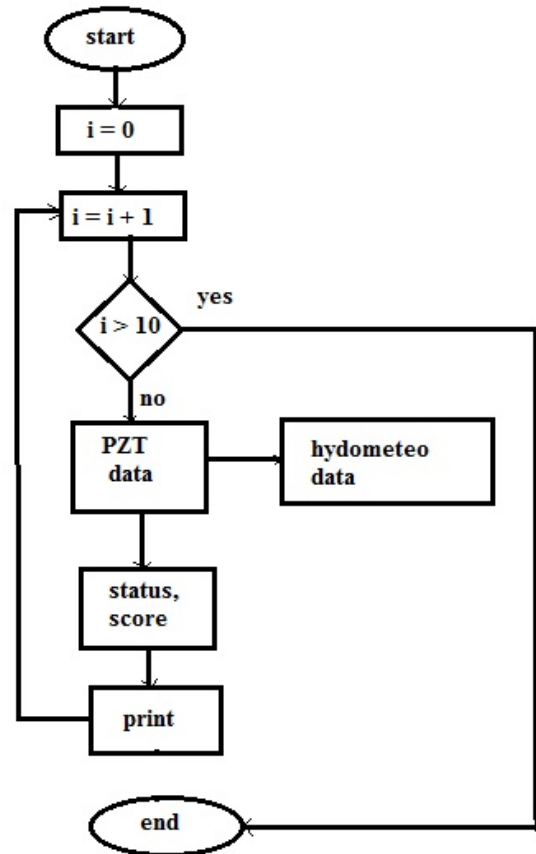 start
i = 0
i = i + 1
yes
i > 10
no
PZT
data
hydometeo
data
status,
score
print
end